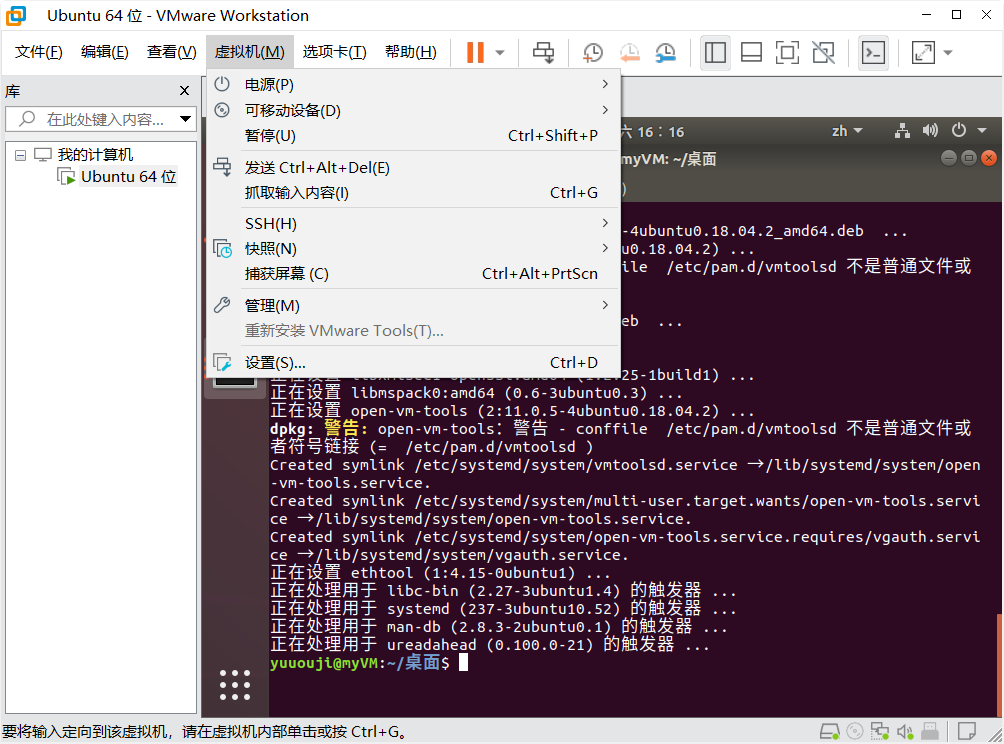 Ubuntu 64 位 - VMware Workstation
文件(F) 编辑(E) 查看(V) 虚拟机(M) 选项卡(T) 帮助(H)
库
在此处键入内容...
我的计算机
Ubuntu 64 位
电源(P)
可移动设备(D)
暂停(U) Ctrl+Shift+P
发送 Ctrl+Alt+Del(E)
抓取输入内容(I) Ctrl+G
SSH(H)
快照(N)
捕获屏幕 (C) Ctrl+Alt+PrtScn
管理(M)
重新安装 VMware Tools(T)...
设置(S)... Ctrl+D
六 16：16 zh
myVM: ~/桌面
)
-4ubuntu0.18.04.2_amd64.deb ...
u0.18.04.2) ...
ile /etc/pam.d/vmtoolsd 不是普通文件或
eb ...
25-1build1) ...
正在设置 libmspack0:amd64 (0.6-3ubuntu0.3) ...
正在设置 open-vm-tools (2:11.0.5-4ubuntu0.18.04.2) ...
dpkg: 警告: open-vm-tools: 警告 - conffile /etc/pam.d/vmtoolsd 不是普通文件或
者符号链接 (= /etc/pam.d/vmtoolsd )
Created symlink /etc/systemd/system/vmtoolsd.service →/lib/systemd/system/open
-vm-tools.service.
Created symlink /etc/systemd/system/multi-user.target.wants/open-vm-tools.servi
ce →/lib/systemd/system/open-vm-tools.service.
Created symlink /etc/systemd/system/open-vm-tools.service.requires/vgauth.servi
ce →/lib/systemd/system/vgauth.service.
正在设置 ethtool (1:4.15-0ubuntu1) ...
正在处理用于 libc-bin (2.27-3ubuntu1.4) 的触发器 ...
正在处理用于 systemd (237-3ubuntu10.52) 的触发器 ...
正在处理用于 man-db (2.8.3-2ubuntu0.1) 的触发器 ...
正在处理用于 ureadahead (0.100.0-21) 的触发器 ...
yuuouji@myVM:~/桌面$
要将输入定向到该虚拟机，请在虚拟机内部单击或按 Ctrl+G。